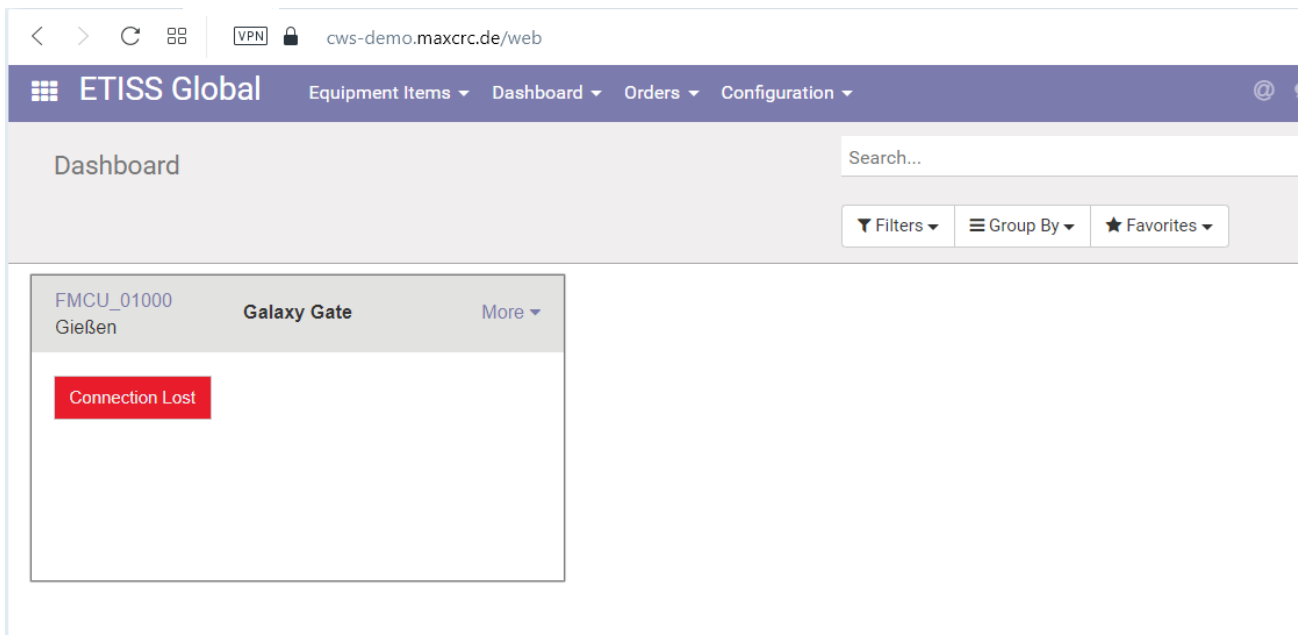 VPN cws-demo.maxcrc.de/web
ETISS Global Equipment Items Dashboard Orders Configuration @
Dashboard
Search...
Filters Group By Favorites
FMCU_01000 Galaxy Gate More
Gießen
Connection Lost